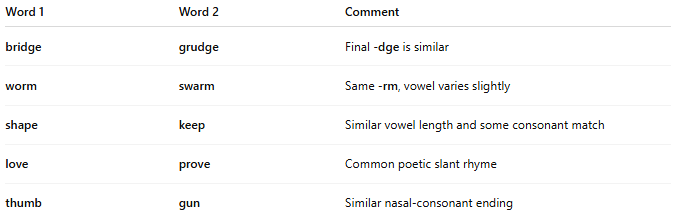 Word 1 Word 2 Comment
bridge grudge Final -dge is similar
worm swarm Same -rm, vowel varies slightly
shape keep Similar vowel length and some consonant match
love prove Common poetic slant rhyme
thumb gun Similar nasal-consonant ending